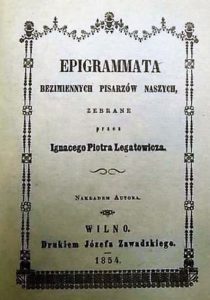 EPIGRAMMATA
BEZIMIENNYCH PISARZÓW NASZYCH,
ZEBRANE
przez
Ignacego Piotra Legatowicza.
NAKŁADEM AUTORA.
WILNO.
Drukiem Józefa Zawadzkiego.
1854.